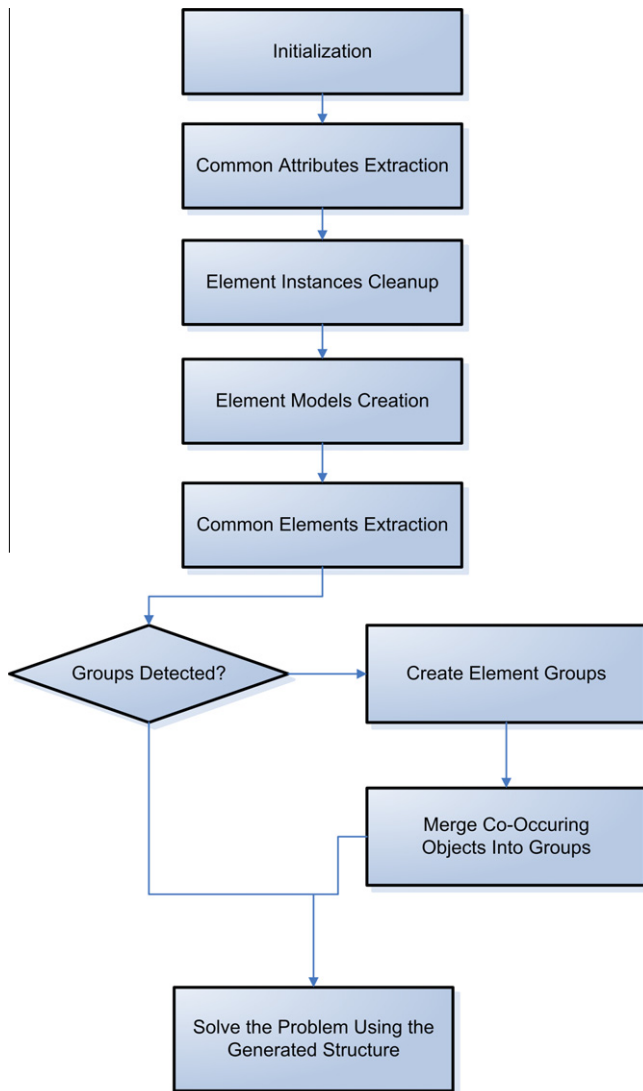 Initialization
Common Attributes Extraction
Element Instances Cleanup
Element Models Creation
Common Elements Extraction
Groups Detected?
Create Element Groups
Merge Co-Occuring
Objects Into Groups
Solve the Problem Using the
Generated Structure